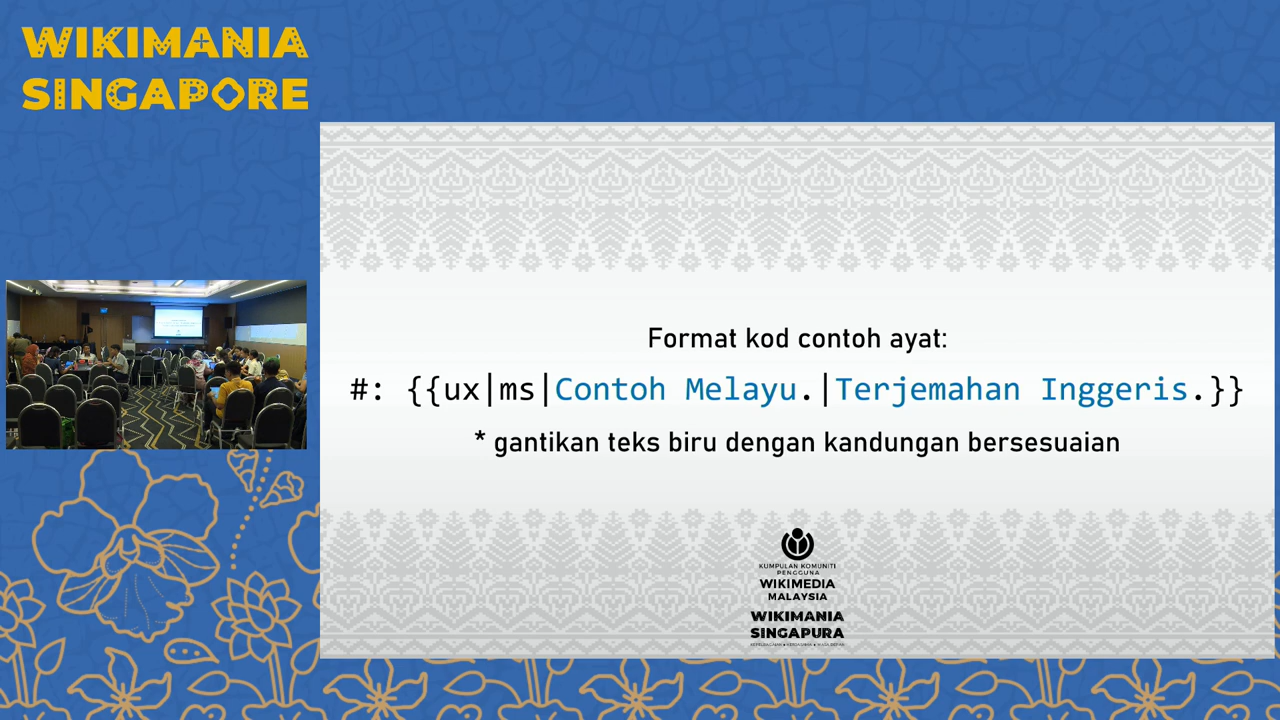 WIKIMANIA
SINGAPORE
Format kod contoh ayat:
#: {{ux|ms|Contoh Melayu.|Terjemahan Inggeris.}}
* gantikan teks biru dengan kandungan bersesuaian
KUMPULAN KOMUNITI
PENGGUNA
WIKIMEDIA
MALAYSIA
WIKIMANIA
SINGAPURA